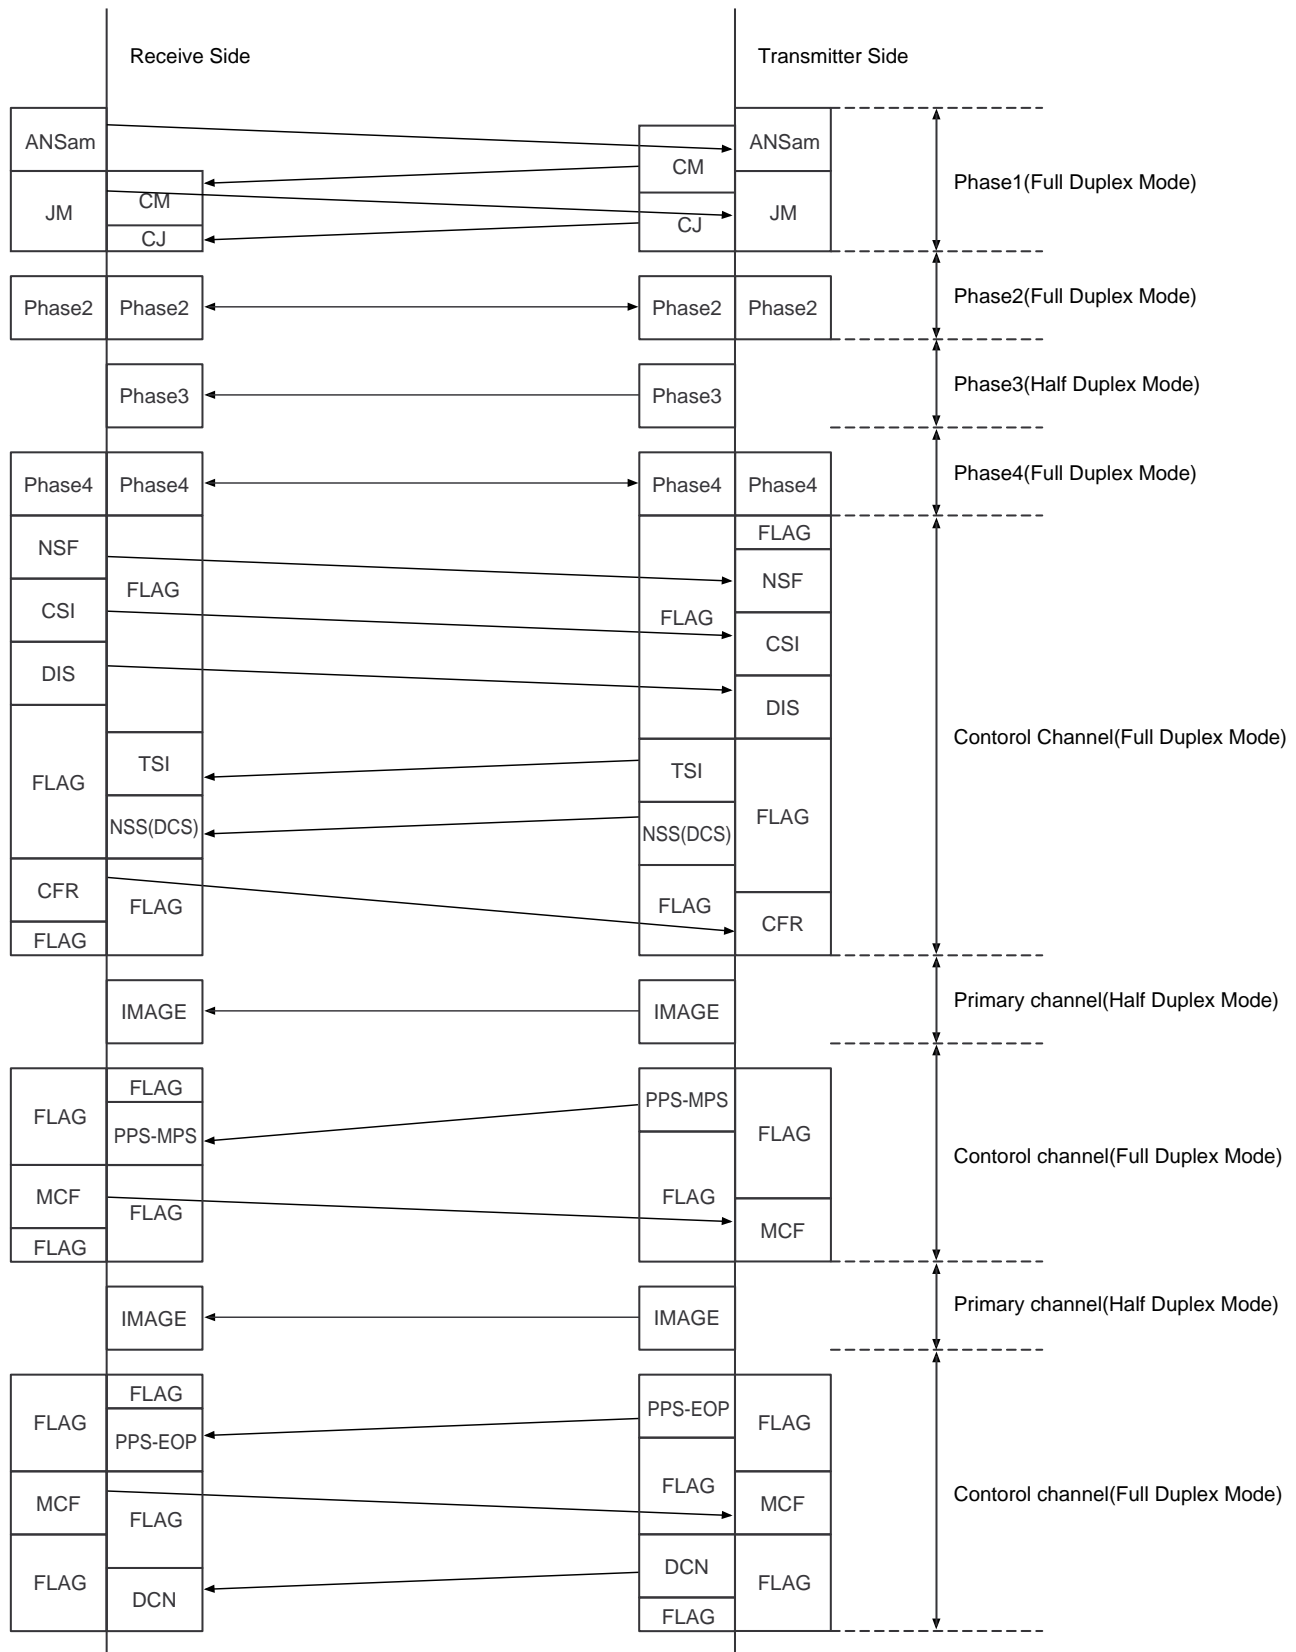 Receive Side
Transmitter Side
ANSam
ANSam
CM
Phase1(Full Duplex Mode)
CM
JM
JM
CJ
CJ
Phase2(Full Duplex Mode)
Phase2
Phase2
Phase2
Phase2
Phase3(Half Duplex Mode)
Phase3
Phase3
Phase4(Full Duplex Mode)
Phase4
Phase4
Phase4
Phase4
FLAG
NSF
NSF
FLAG
CSI
FLAG
CSI
DIS
DIS
Contorol Channel(Full Duplex Mode)
TSI
TSI
FLAG
FLAG
NSS(DCS)
NSS(DCS)
CFR
FLAG
FLAG
CFR
FLAG
Primary channel(Half Duplex Mode)
IMAGE
IMAGE
FLAG
PPS-MPS
FLAG
FLAG
PPS-MPS
Contorol channel(Full Duplex Mode)
MCF
FLAG
FLAG
MCF
FLAG
Primary channel(Half Duplex Mode)
IMAGE
IMAGE
FLAG
PPS-EOP
FLAG
FLAG
PPS-EOP
FLAG
Contorol channel(Full Duplex Mode)
MCF
MCF
FLAG
DCN
FLAG
FLAG
DCN
FLAG